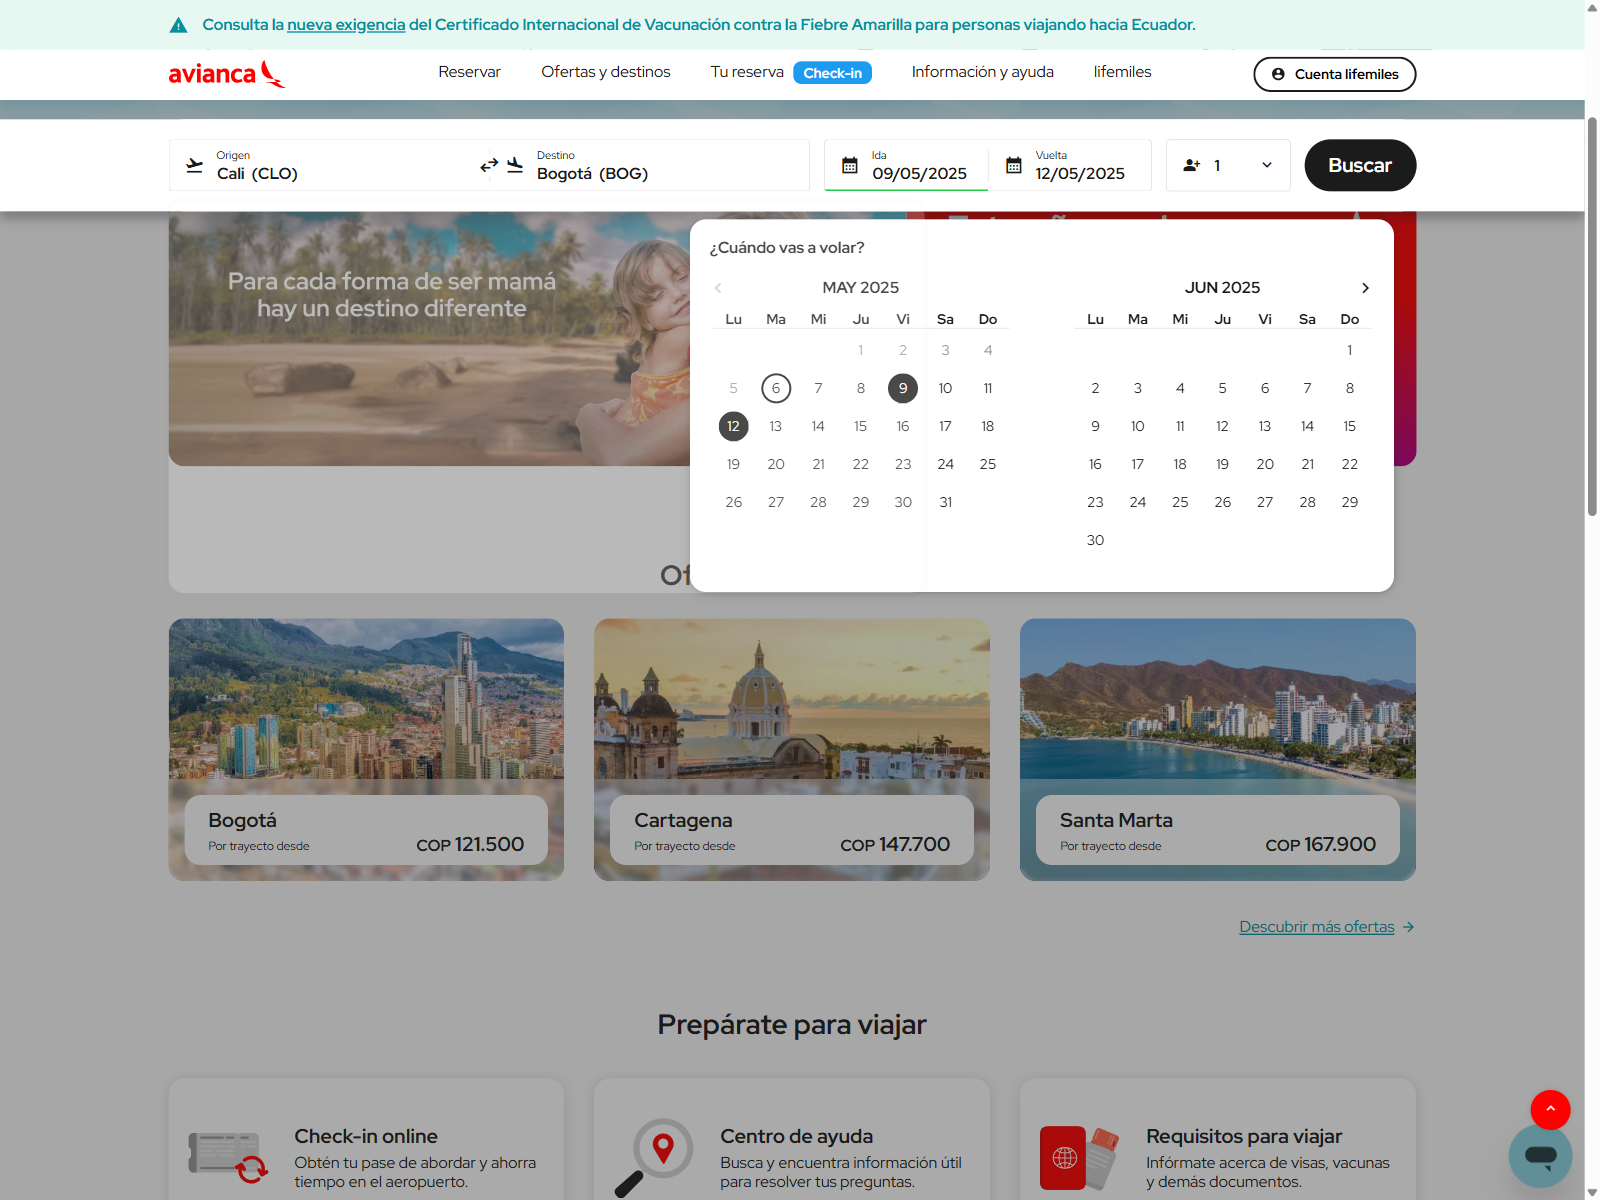 Consulta la nueva exigencia del Certificado Internacional de Vacunación contra la Fiebre Amarilla para personas viajando hacia Ecuador.
avianca
Reservar
Ofertas y destinos
Tu reserva
Check-in
Información y ayuda
lifemiles
Cuenta lifemiles
Origen
Cali (CLO)
Destino
Bogotá (BOG)
Ida
09/05/2025
Vuelta
12/05/2025
1
Buscar
Para cada forma de ser mamá
hay un destino diferente
¿Cuándo vas a volar?
MAY 2025
Lu Ma Mi Ju Vi Sa Do
1 2 3 4
5 6 7 8 9 10 11
12 13 14 15 16 17 18
19 20 21 22 23 24 25
26 27 28 29 30 31
JUN 2025
Lu Ma Mi Ju Vi Sa Do
1
2 3 4 5 6 7 8
9 10 11 12 13 14 15
16 17 18 19 20 21 22
23 24 25 26 27 28 29
30
Bogotá
Por trayecto desde
COP 121.500
Cartagena
Por trayecto desde
COP 147.700
Santa Marta
Por trayecto desde
COP 167.900
Descubrir más ofertas
Prepárate para viajar
Check-in online
Obtén tu pase de abordar y ahorra
tiempo en el aeropuerto.
Centro de ayuda
Busca y encuentra información útil
para resolver tus preguntas.
Requisitos para viajar
Infórmate acerca de visas, vacunas
y demás documentos.